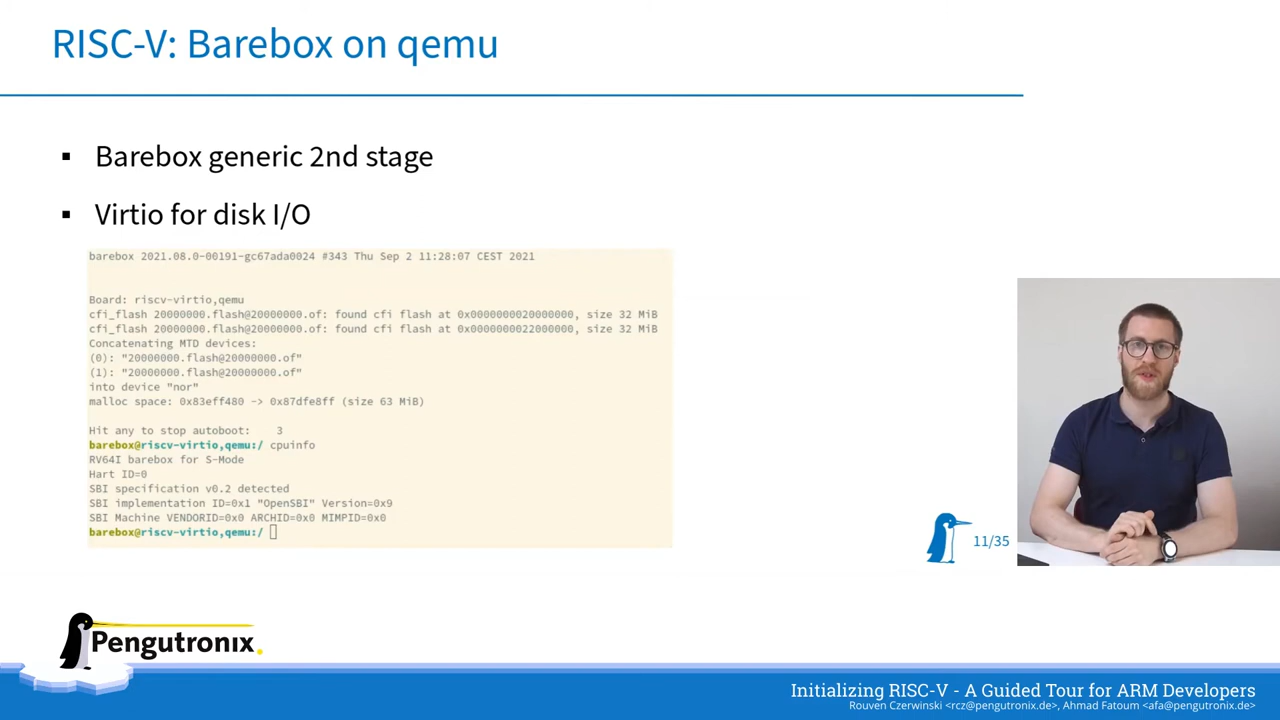 RISC-V: Barebox on qemu
▪ Barebox generic 2nd stage
▪ Virtio for disk I/O
barebox 2021.08.0-00191-gc67ada0024 #343 Thu Sep 2 11:28:07 CEST 2021
Board: riscv-virtio,qemu
cfi_flash 20000000.flash@20000000.of: found cfi flash at 0x0000000020000000, size 32 MiB
cfi_flash 20000000.flash@20000000.of: found cfi flash at 0x0000000022000000, size 32 MiB
Concatenating MTD devices:
(0): "20000000.flash@20000000.of"
(1): "20000000.flash@20000000.of"
into device "nor"
malloc space: 0x83eff480 -> 0x87dfe8ff (size 63 MiB)
Hit any to stop autoboot: 3
barebox@riscv-virtio,qemu:/ cpuinfo
RV64I barebox for S-Mode
Hart ID=0
SBI specification v0.2 detected
SBI implementation ID=0x1 "OpenSBI" Version=0x9
SBI Machine VENDORID=0x0 ARCHID=0x0 MIMPID=0x0
barebox@riscv-virtio,qemu:/
11/35
Pengutronix.
Initializing RISC-V - A Guided Tour for ARM Developers
Rouven Czerwinski <rcz@pengutronix.de>, Ahmad Fatoum <afa@pengutronix.de>